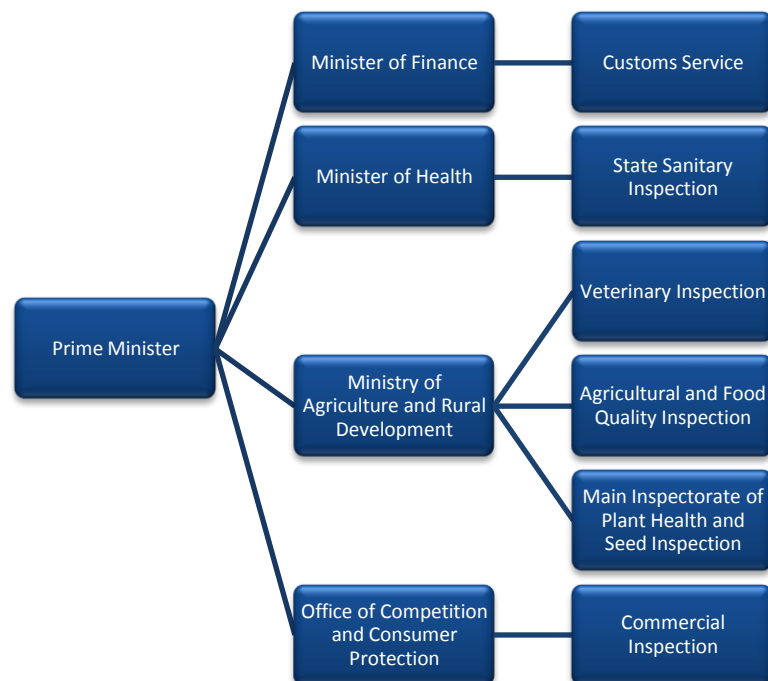 Minister of Finance
Customs Service
Minister of Health
State Sanitary
Inspection
Prime Minister
Ministry of
Agriculture and Rural
Development
Veterinary Inspection
Agricultural and Food
Quality Inspection
Main Inspectorate of
Plant Health and
Seed Inspection
Office of Competition
and Consumer
Protection
Commercial
Inspection